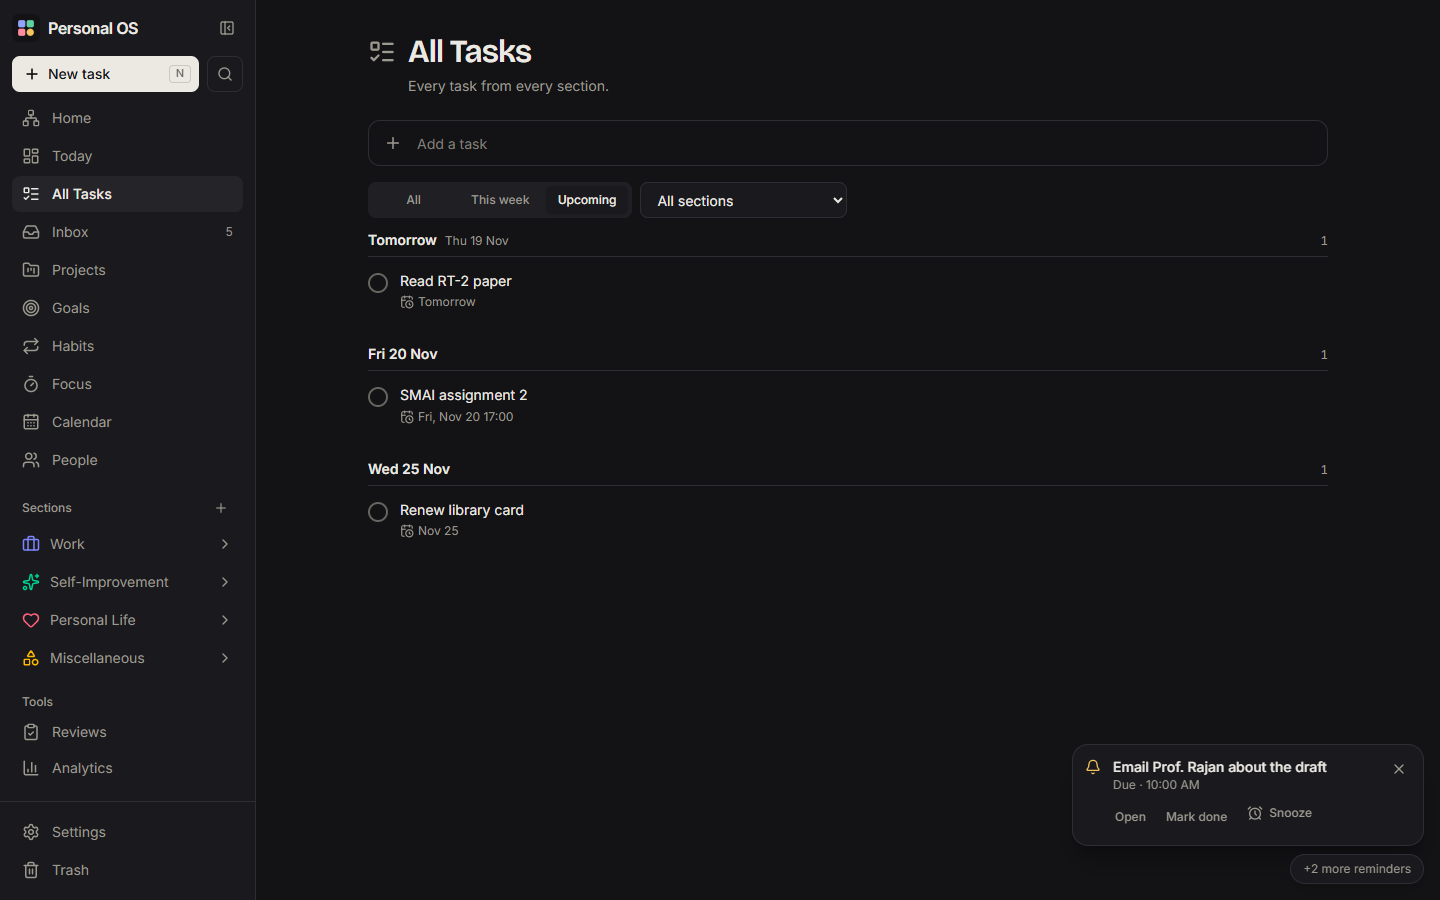 Personal OS
New task N
Home
Today
All Tasks
Inbox 5
Projects
Goals
Habits
Focus
Calendar
People
Sections
Work
Self-Improvement
Personal Life
Miscellaneous
Tools
Reviews
Analytics
Settings
Trash
All Tasks
Every task from every section.
Add a task
All This week Upcoming All sections
Tomorrow Thu 19 Nov 1
Read RT-2 paper
Tomorrow
Fri 20 Nov 1
SMAI assignment 2
Fri, Nov 20 17:00
Wed 25 Nov 1
Renew library card
Nov 25
Email Prof. Rajan about the draft
Due · 10:00 AM
Open Mark done Snooze
+2 more reminders